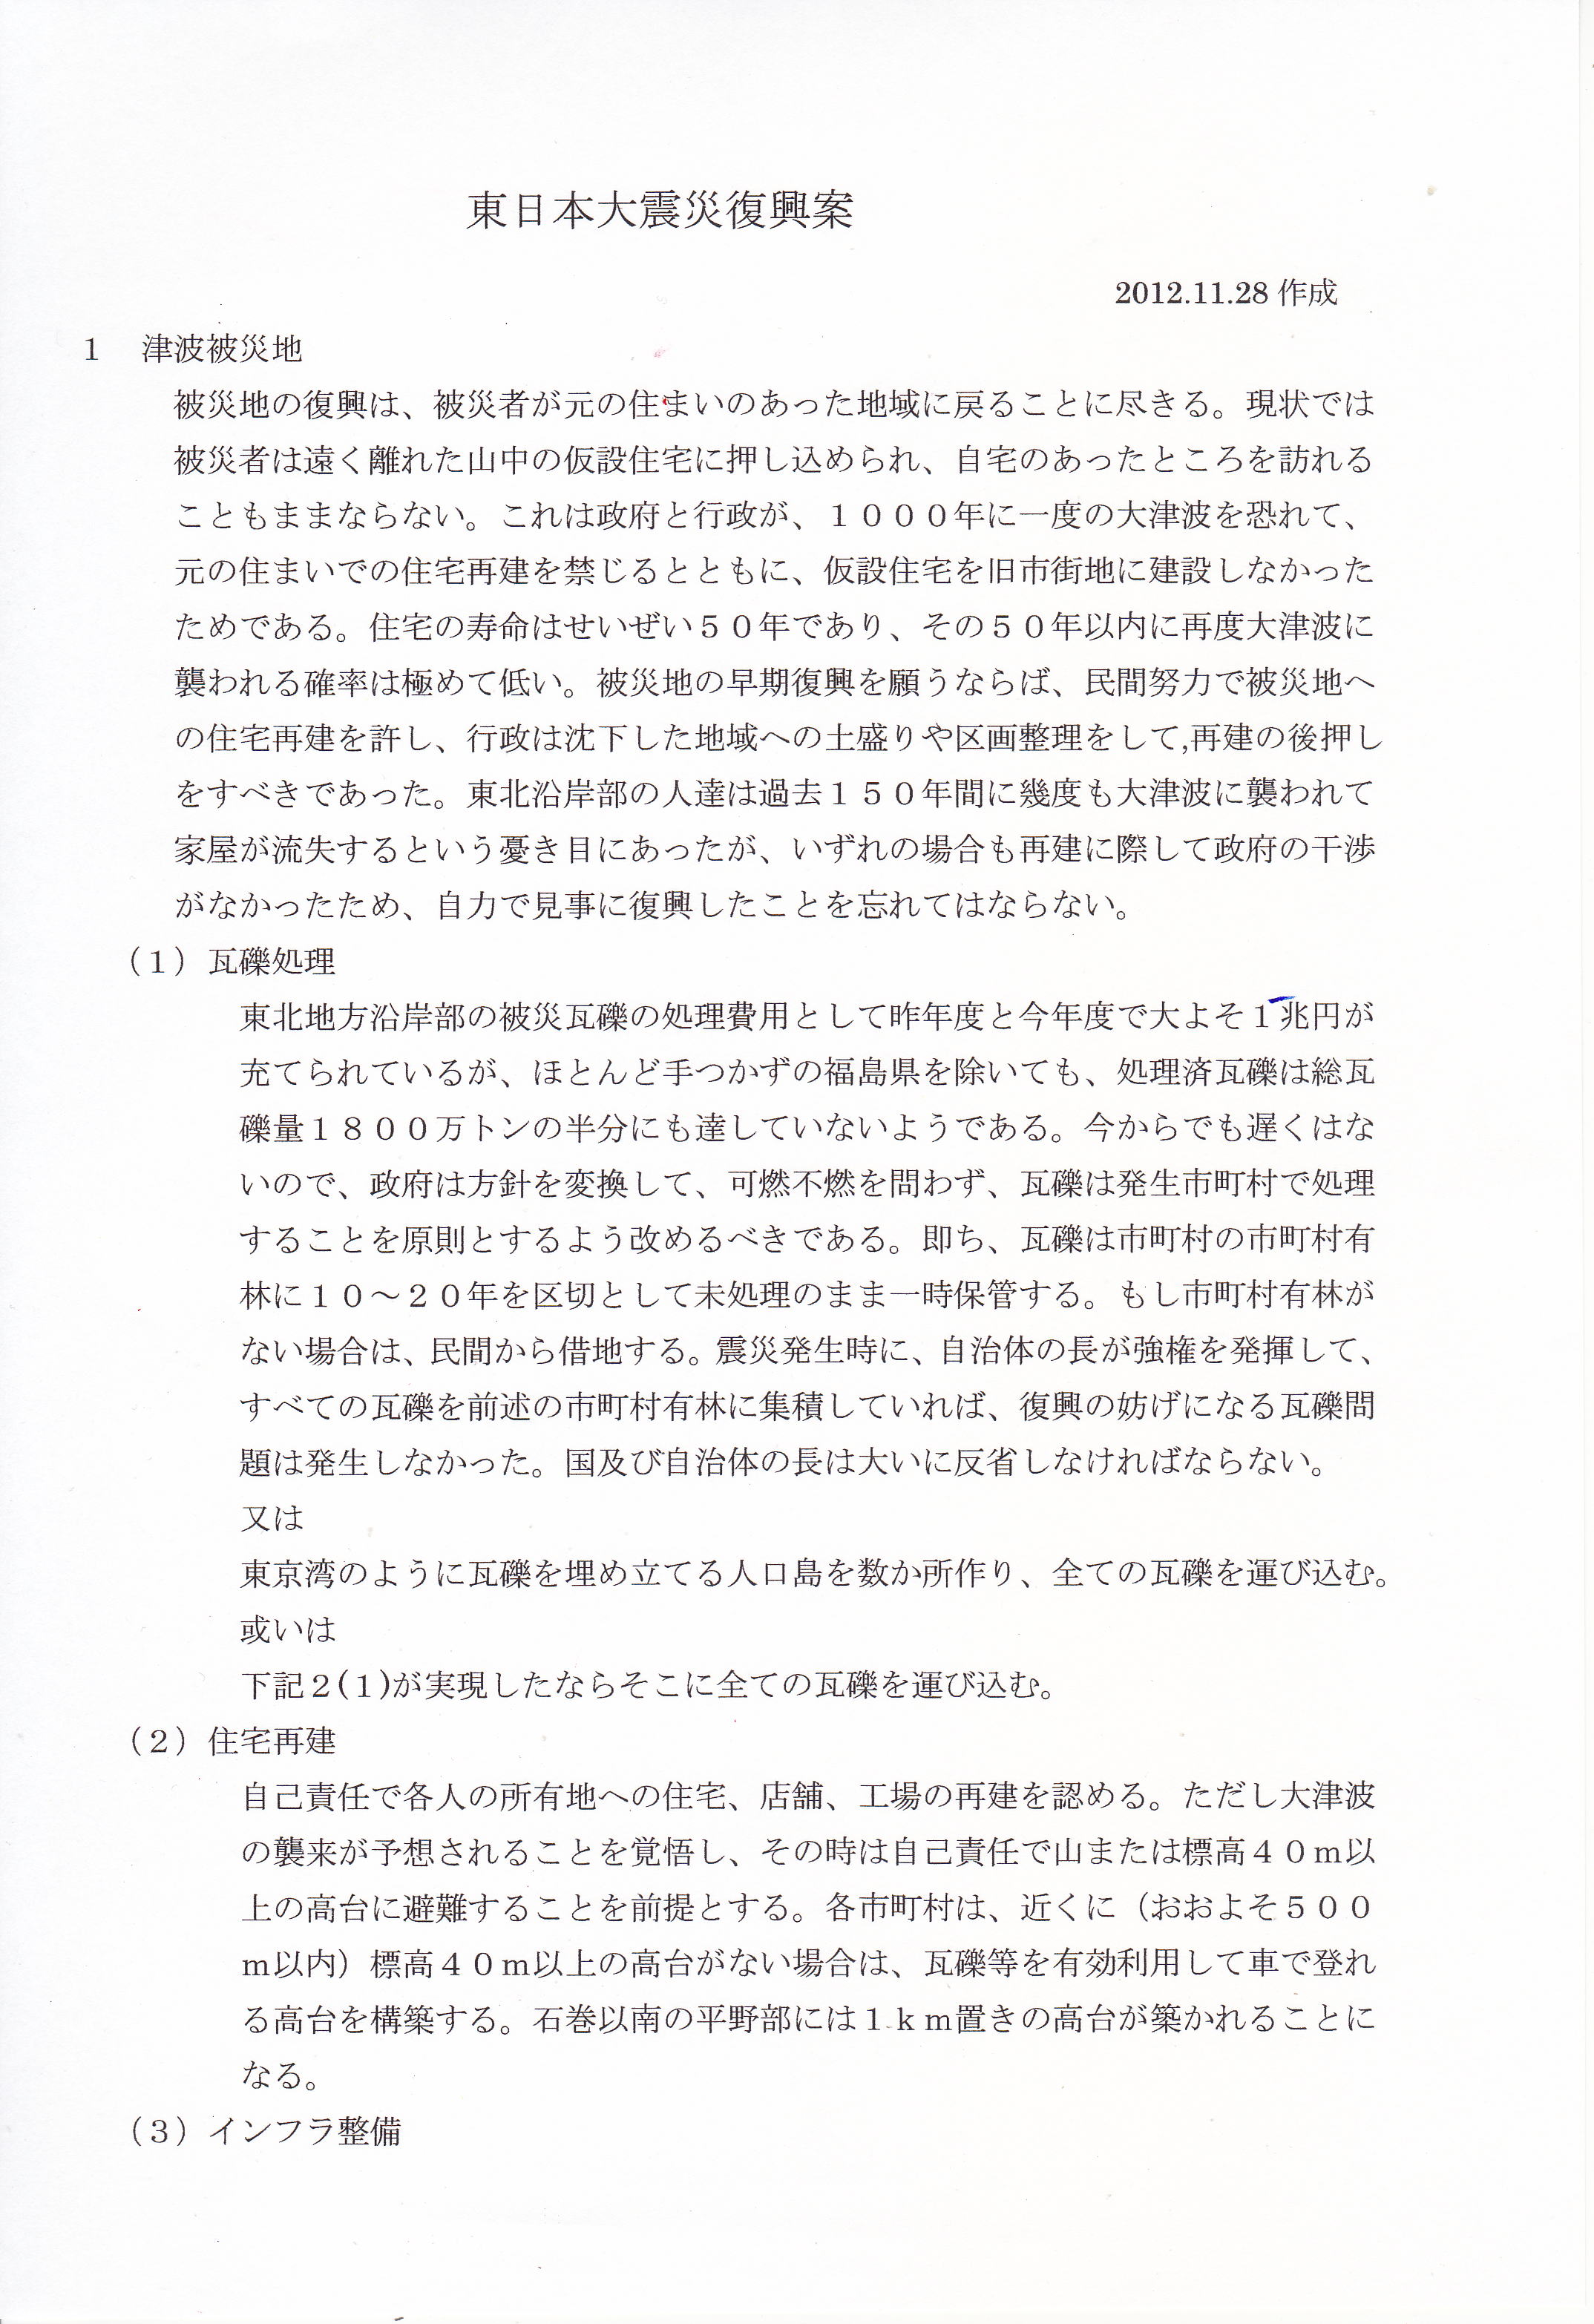 東日本大震災復興案
2012.11.28 作成
１　津波被災地
被災地の復興は、被災者が元の住まいのあった地域に戻ることに尽きる。現状では
被災者は遠く離れた山中の仮設住宅に押し込められ、自宅のあったところを訪れる
こともままならない。これは政府と行政が、１０００年に一度の大津波を恐れて、
元の住まいでの住宅再建を禁じるとともに、仮設住宅を旧市街地に建設しなかった
ためである。住宅の寿命はせいぜい５０年であり、その５０年以内に再度大津波に
襲われる確率は極めて低い。被災地の早期復興を願うならば、民間努力で被災地へ
の住宅再建を許し、行政は沈下した地域への土盛りや区画整理をして,再建の後押し
をすべきであった。東北沿岸部の人達は過去１５０年間に幾度も大津波に襲われて
家屋が流失するという憂き目にあったが、いずれの場合も再建に際して政府の干渉
がなかったため、自力で見事に復興したことを忘れてはならない。
（１）瓦礫処理
東北地方沿岸部の被災瓦礫の処理費用として昨年度と今年度で大よそ１兆円が
充てられているが、ほとんど手つかずの福島県を除いても、処理済瓦礫は総瓦
礫量１８００万トンの半分にも達していないようである。今からでも遅くはな
いので、政府は方針を変換して、可燃不燃を問わず、瓦礫は発生市町村で処理
することを原則とするよう改めるべきである。即ち、瓦礫は市町村の市町村有
林に１０～２０年を区切として未処理のまま一時保管する。もし市町村有林が
ない場合は、民間から借地する。震災発生時に、自治体の長が強権を発揮して、
すべての瓦礫を前述の市町村有林に集積していれば、復興の妨げになる瓦礫問
題は発生しなかった。国及び自治体の長は大いに反省しなければならない。
又は
東京湾のように瓦礫を埋め立てる人口島を数か所作り、全ての瓦礫を運び込む。
或いは
下記２(１)が実現したならそこに全ての瓦礫を運び込む。
（２）住宅再建
自己責任で各人の所有地への住宅、店舗、工場の再建を認める。ただし大津波
の襲来が予想されることを覚悟し、その時は自己責任で山または標高４０ｍ以
上の高台に避難することを前提とする。各市町村は、近くに（おおよそ５００
ｍ以内）標高４０ｍ以上の高台がない場合は、瓦礫等を有効利用して車で登れ
る高台を構築する。石巻以南の平野部には１ｋｍ置きの高台が築かれることに
なる。
（３）インフラ整備